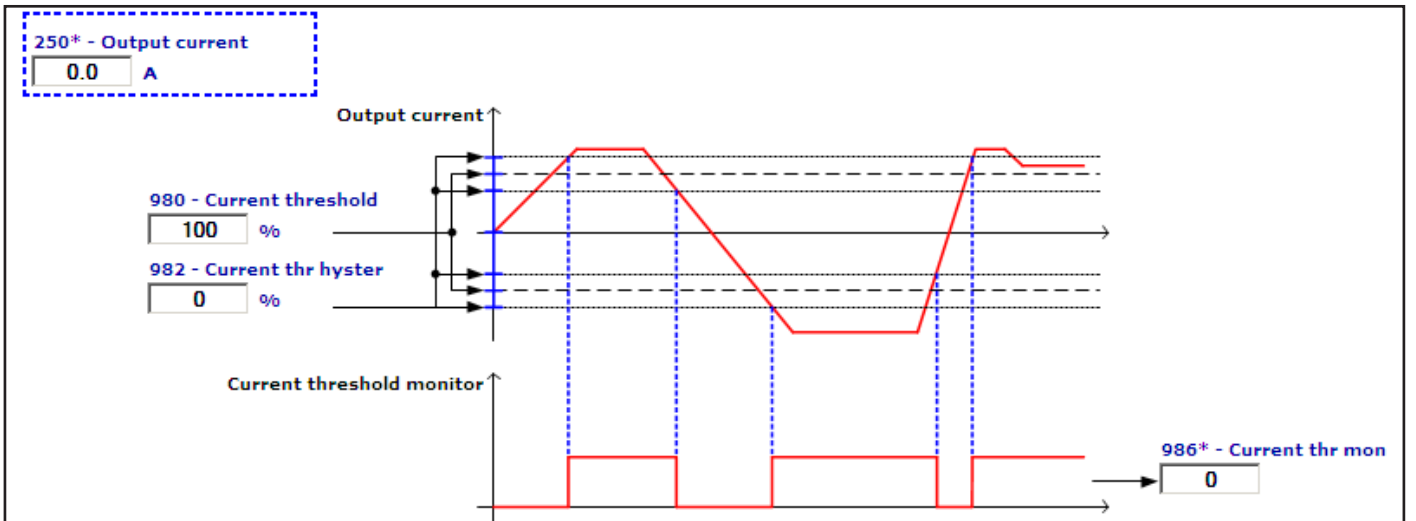 250* - Output current
0.0 A
Output current
980 - Current threshold
100 %
982 - Current thr hyster
0 %
Current threshold monitor
986* - Current thr mon
0